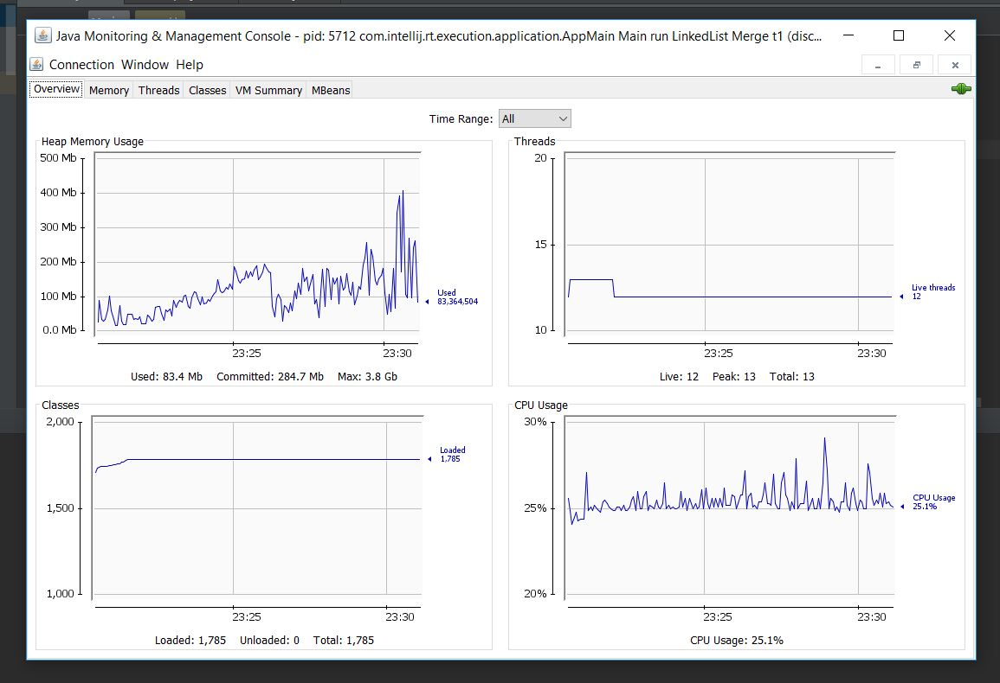 Java Monitoring & Management Console - pid: 5712 com.intellij.rt.execution.application.AppMain Main run LinkedList Merge t1 (disc...
Connection Window Help
Overview Memory Threads Classes VM Summary MBeans
Time Range: All
Heap Memory Usage
500 Mb
400 Mb
300 Mb
200 Mb
100 Mb
0.0 Mb
Used
83,364,504
23:25 23:30
Used: 83.4 Mb Committed: 284.7 Mb Max: 3.8 Gb
Threads
20
15
10
Live threads
12
23:25 23:30
Live: 12 Peak: 13 Total: 13
Classes
2,000
1,500
1,000
Loaded
1,785
23:25 23:30
Loaded: 1,785 Unloaded: 0 Total: 1,785
CPU Usage
30%
25%
20%
CPU Usage
25.1%
23:25 23:30
CPU Usage: 25.1%